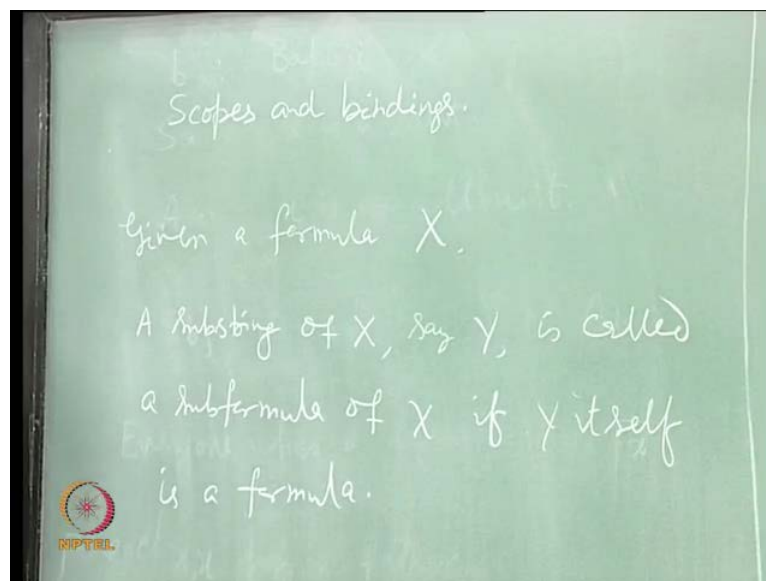 Scopes and bindings.
Given a formula X.
A substring of X, say Y, is called
a subformula of X if Y itself
is a formula.
NPTEL